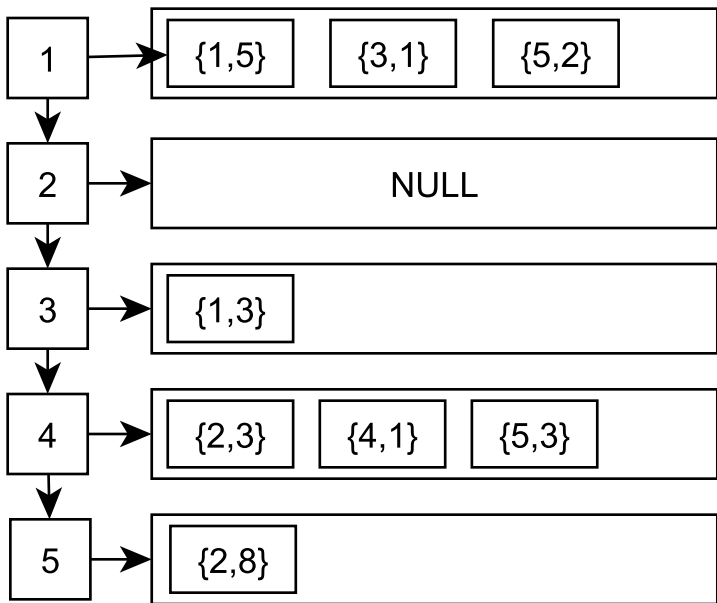 1 {1,5} {3,1} {5,2}
2 NULL
3 {1,3}
4 {2,3} {4,1} {5,3}
5 {2,8}